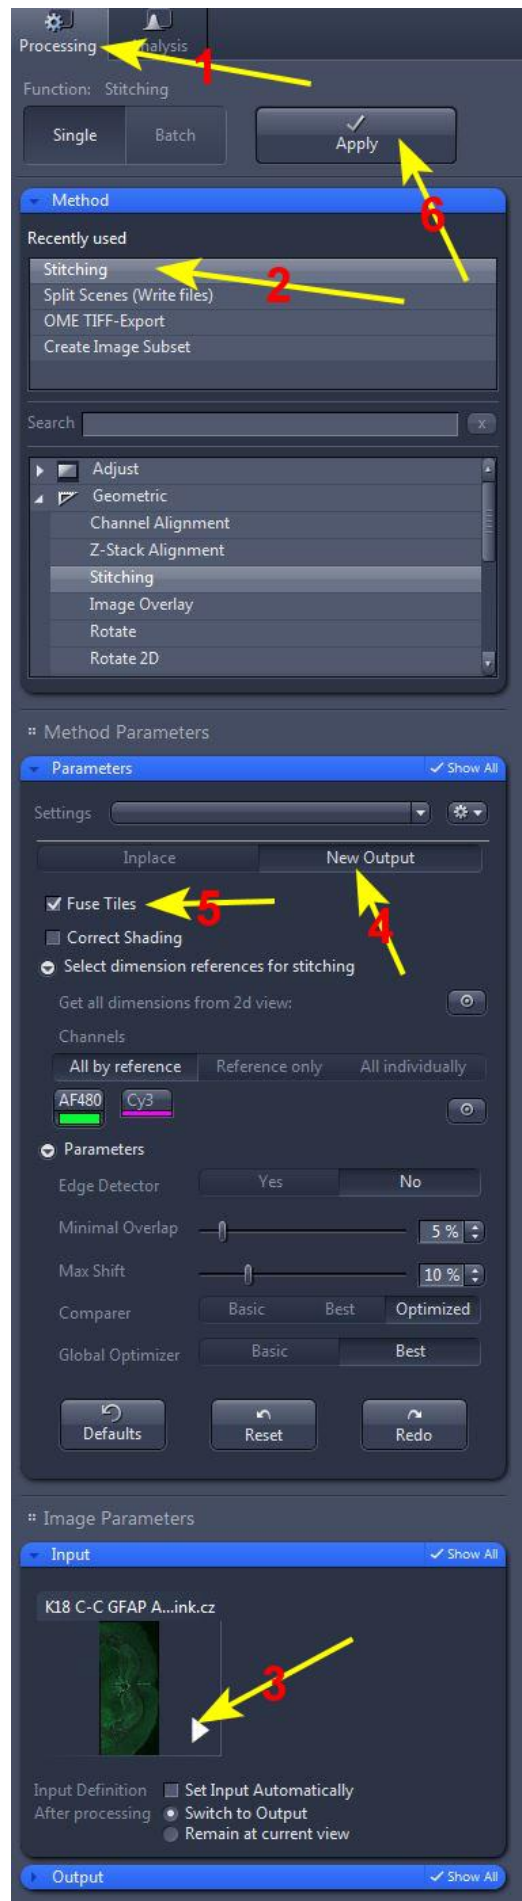 Processing Analysis
1
Function: Stitching
Single Batch Apply
6
Method
Recently used
Stitching
2
Split Scenes (Write files)
OME TIFF-Export
Create Image Subset
Search x
Adjust
Geometric
Channel Alignment
Z-Stack Alignment
Stitching
Image Overlay
Rotate
Rotate 2D
Method Parameters
Parameters Show All
Settings
Inplace New Output
Fuse Tiles
5
4
Correct Shading
Select dimension references for stitching
Get all dimensions from 2d view:
Channels
All by reference Reference only All individually
AF480 Cy3
Parameters
Edge Detector Yes No
Minimal Overlap 5 %
Max Shift 10 %
Comparer Basic Best Optimized
Global Optimizer Basic Best
Defaults Reset Redo
Image Parameters
Input Show All
K18 C-C GFAP A...ink.cz
3
Input Definition Set Input Automatically
After processing Switch to Output
Remain at current view
Output Show All